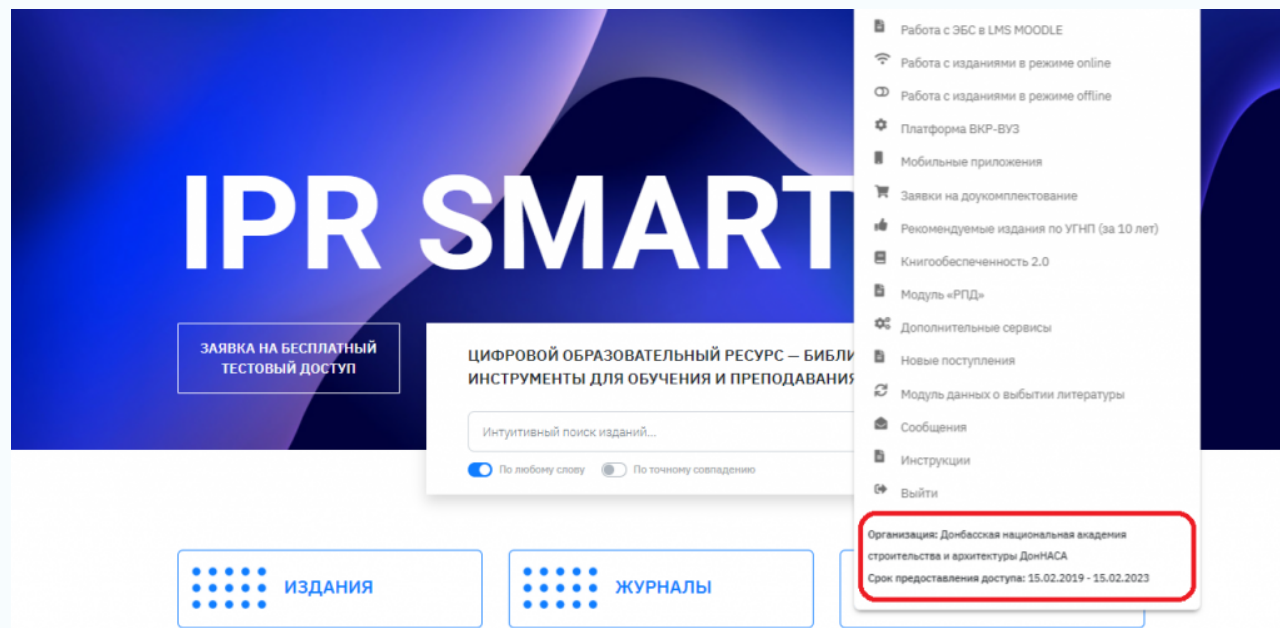 IPR SMART
ЗАЯВКА НА БЕСПЛАТНЫЙ
ТЕСТОВЫЙ ДОСТУП
ЦИФРОВОЙ ОБРАЗОВАТЕЛЬНЫЙ РЕСУРС — БИБЛИ
ИНСТРУМЕНТЫ ДЛЯ ОБУЧЕНИЯ И ПРЕПОДАВАНИЯ
Интуитивный поиск изданий...
По любому слову По точному совпадению
ИЗДАНИЯ
ЖУРНАЛЫ
Работа с ЭБС в LMS MOODLE
Работа с изданиями в режиме online
Работа с изданиями в режиме offline
Платформа ВКР-ВУЗ
Мобильные приложения
Заявки на доукомплектование
Рекомендуемые издания по УГНП (за 10 лет)
Книгообеспеченность 2.0
Модуль «РПД»
Дополнительные сервисы
Новые поступления
Модуль данных о выбытии литературы
Сообщения
Инструкции
Выйти
Организация: Донбасская национальная академия
строительства и архитектуры ДонНАСА
Срок предоставления доступа: 15.02.2019 - 15.02.2023